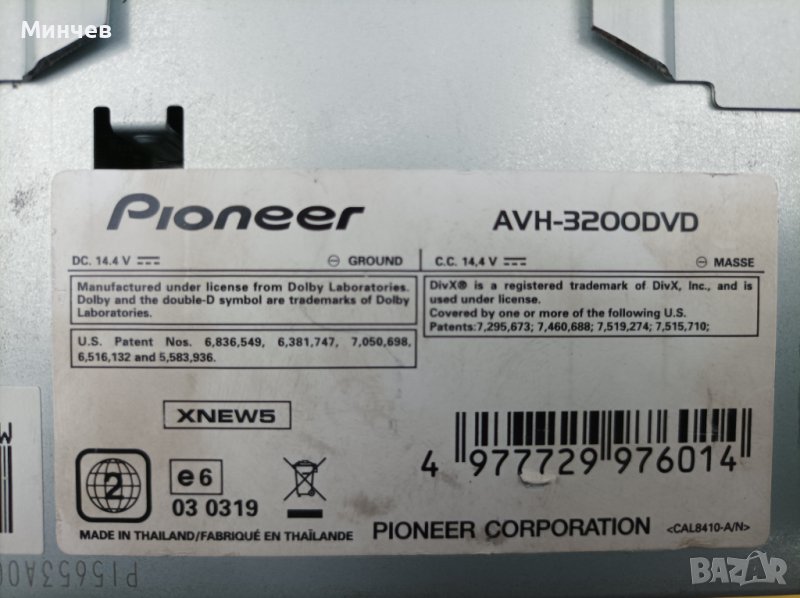 Минчев
Pioneer
AVH-3200DVD
DC. 14.4 V
GROUND
C.C. 14,4 V
MASSE
Manufactured under license from Dolby Laboratories.
Dolby and the double-D symbol are trademarks of Dolby
Laboratories.
DivX® is a registered trademark of DivX, Inc., and is
used under license.
Covered by one or more of the following U.S.
Patents:7,295,673; 7,460,688; 7,519,274; 7,515,710;
U.S. Patent Nos. 6,836,549, 6,381,747, 7,050,698,
6,516,132 and 5,583,936.
XNEW5
2
e6
03 0319
4 977729 976014
MADE IN THAILAND/FABRIQUÉ EN THAÏLANDE
PIONEER CORPORATION
<CAL8410-A/N>
BAZAR